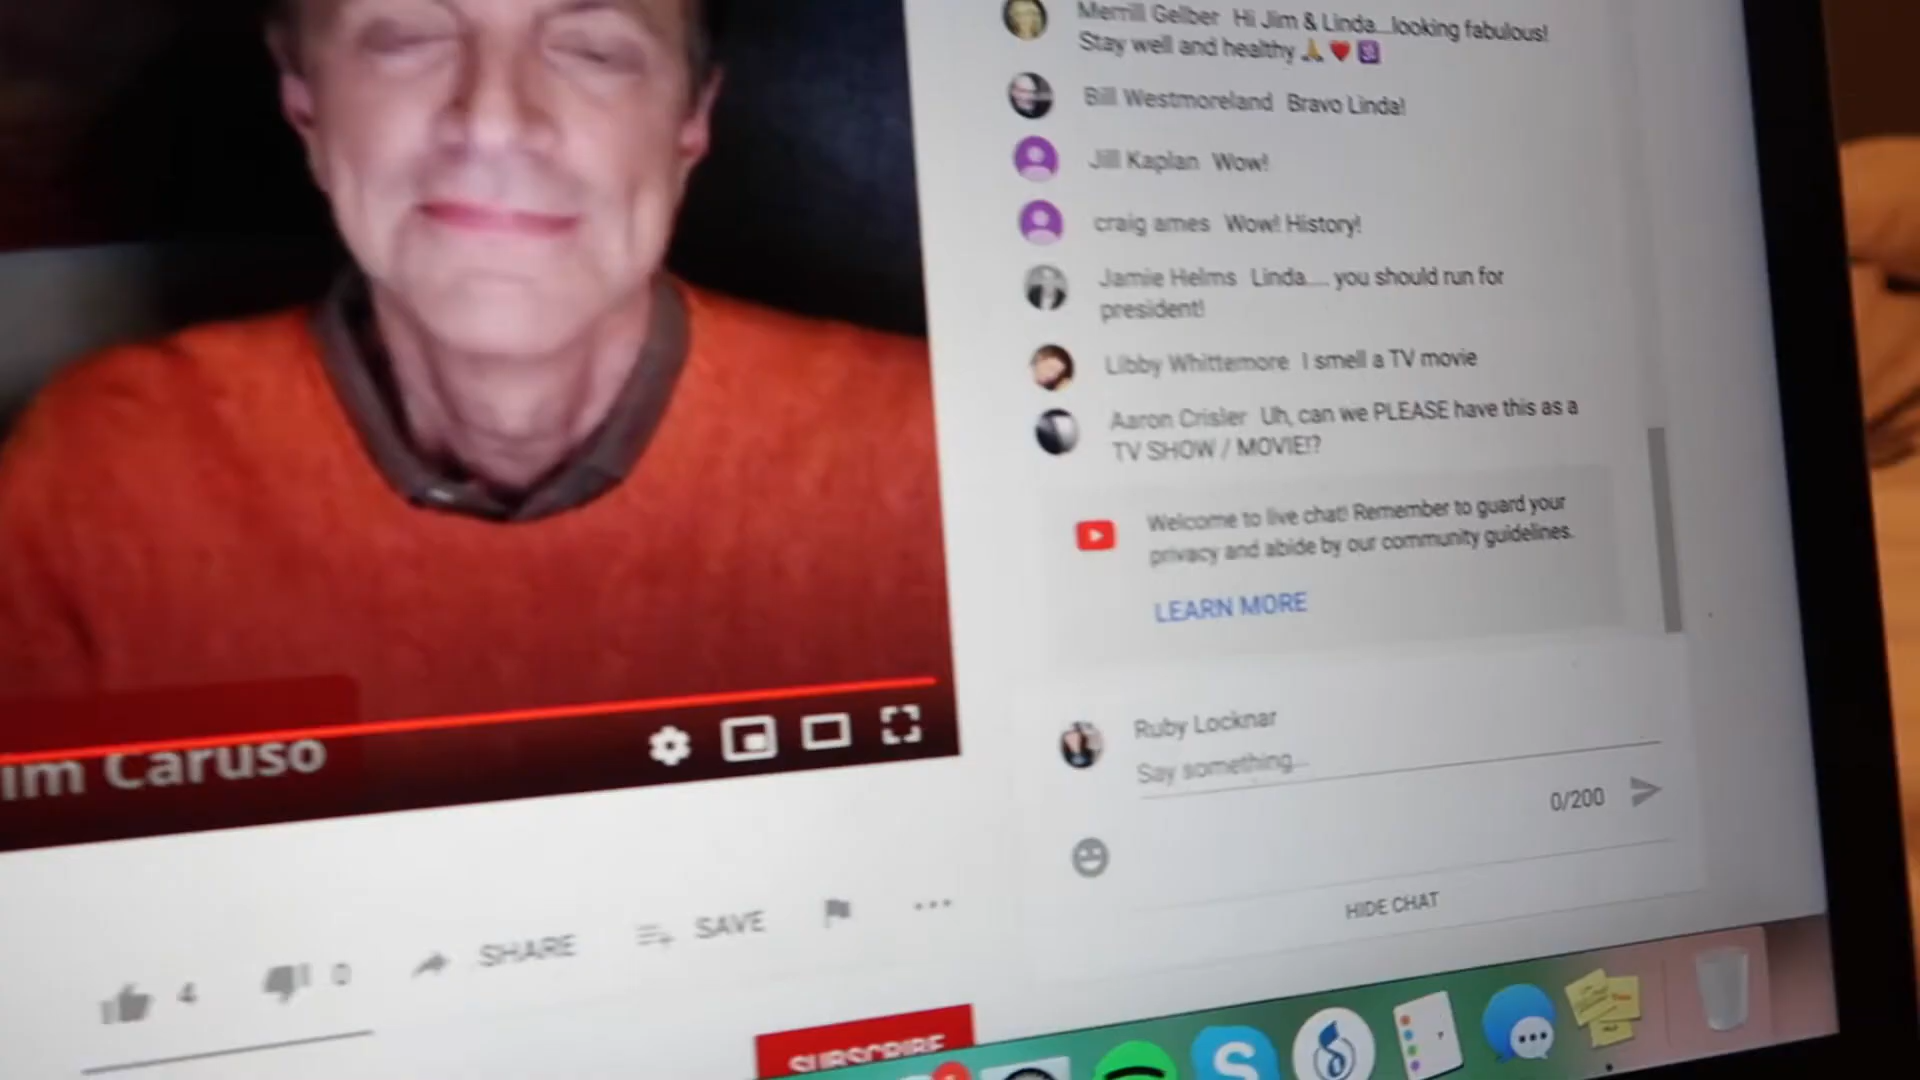 Merrill Gelber Hi Jim & Linda...looking fabulous!
Stay well and healthy 🙏 ❤️ 🕉
Bill Westmoreland Bravo Linda!
Jill Kaplan Wow!
craig ames Wow! History!
Jamie Helms Linda.... you should run for
president!
Libby Whittemore I smell a TV movie
Aaron Crisler Uh, can we PLEASE have this as a
TV SHOW / MOVIE!?
Welcome to live chat! Remember to guard your
privacy and abide by our community guidelines.
LEARN MORE
Ruby Locknar
Say something...
0/200
HIDE CHAT
im Caruso
4 0 SHARE SAVE
SUBSCRIBE